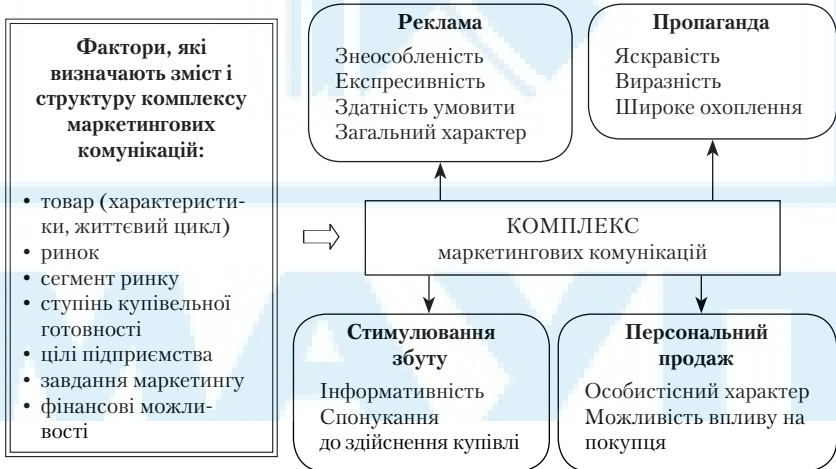 Фактори, які
визначають зміст і
структуру комплексу
маркетингових
комунікацій:
• товар (характеристи-
ки, життєвий цикл)
• ринок
• сегмент ринку
• ступінь купівельної
готовності
• цілі підприємства
• завдання маркетингу
• фінансові можли-
вості
Реклама
Знеособленість
Експресивність
Здатність умовити
Загальний характер
Пропаганда
Яскравість
Виразність
Широке охоплення
КОМПЛЕКС
маркетингових комунікацій
Стимулювання
збуту
Інформативність
Спонукання
до здійснення купівлі
Персональний
продаж
Особистісний характер
Можливість впливу на
покупця
МАУП